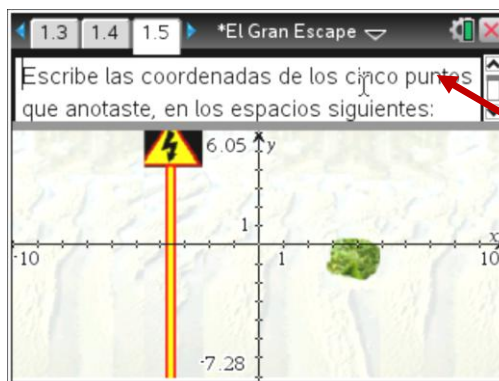 1.3 1.4 1.5 *El Gran Escape
Escribe las coordenadas de los cinco puntos
que anotaste, en los espacios siguientes:
6.05 y
1
x
-10 1 10
-7.28